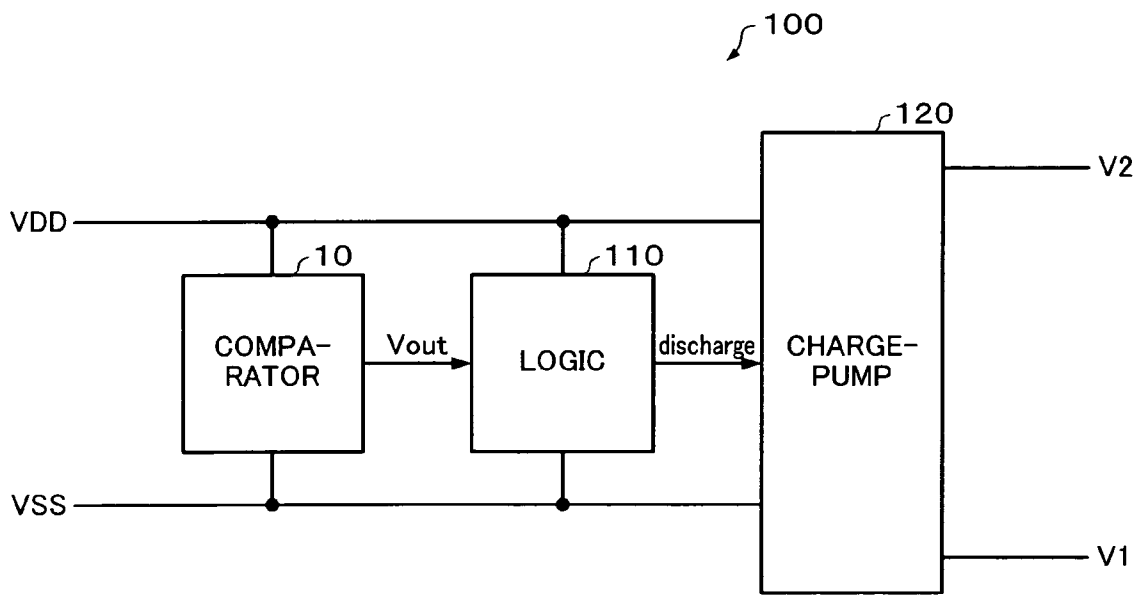 100
120
V2
VDD
10
110
COMPA-
RATOR
Vout
LOGIC
discharge
CHARGE-
PUMP
VSS
V1